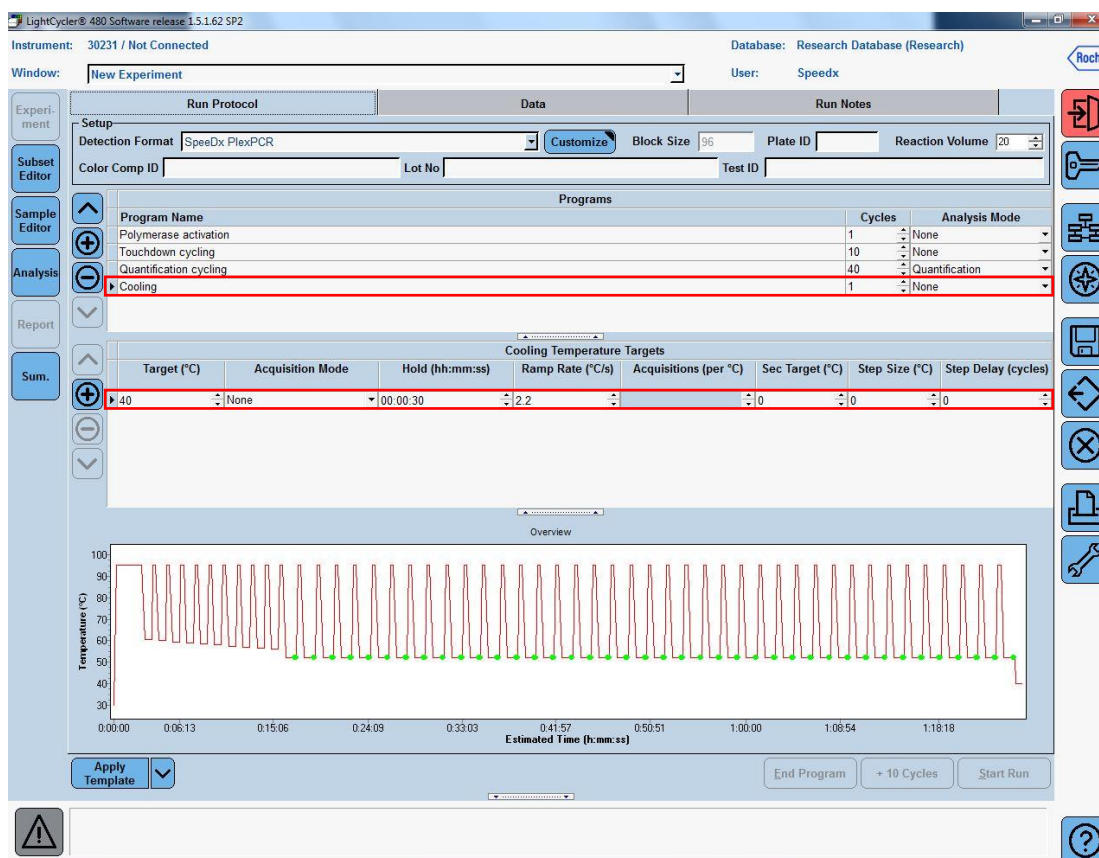 LightCycler® 480 Software release 1.5.1.62 SP2
Instrument: 30231 / Not Connected Database: Research Database (Research)
Window: New Experiment User: Speedx
Roch
Experi-
ment
Subset
Editor
Sample
Editor
Analysis
Report
Sum.
Run Protocol Data Run Notes
Setup
Detection Format SpeeDx PlexPCR Customize Block Size 96 Plate ID Reaction Volume 20
Color Comp ID Lot No Test ID
Programs
Program Name Cycles Analysis Mode
Polymerase activation 1 None
Touchdown cycling 10 None
Quantification cycling 40 Quantification
Cooling 1 None
Cooling Temperature Targets
Target (°C) Acquisition Mode Hold (hh:mm:ss) Ramp Rate (°C/s) Acquisitions (per °C) Sec Target (°C) Step Size (°C) Step Delay (cycles)
40 None 00:00:30 2.2 0 0 0
Overview
Temperature (°C)
100
90
80
70
60
50
40
30
0:00:00 0:06:13 0:15:06 0:24:09 0:33:03 0:41:57 0:50:51 1:00:00 1:08:54 1:18:18
Estimated Time (h:mm:ss)
Apply
Template
End Program + 10 Cycles Start Run